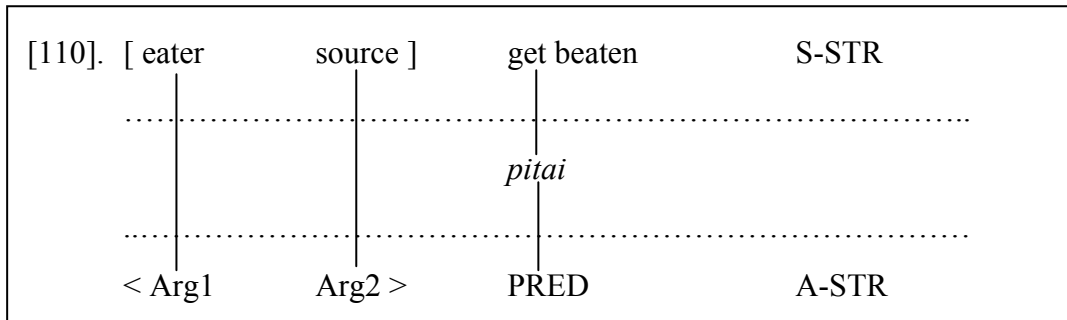 [110]. [ eater source ] get beaten S-STR
……………………………………………………………………………..
pitai
..……………………………………………………………………………
< Arg1 Arg2 > PRED A-STR